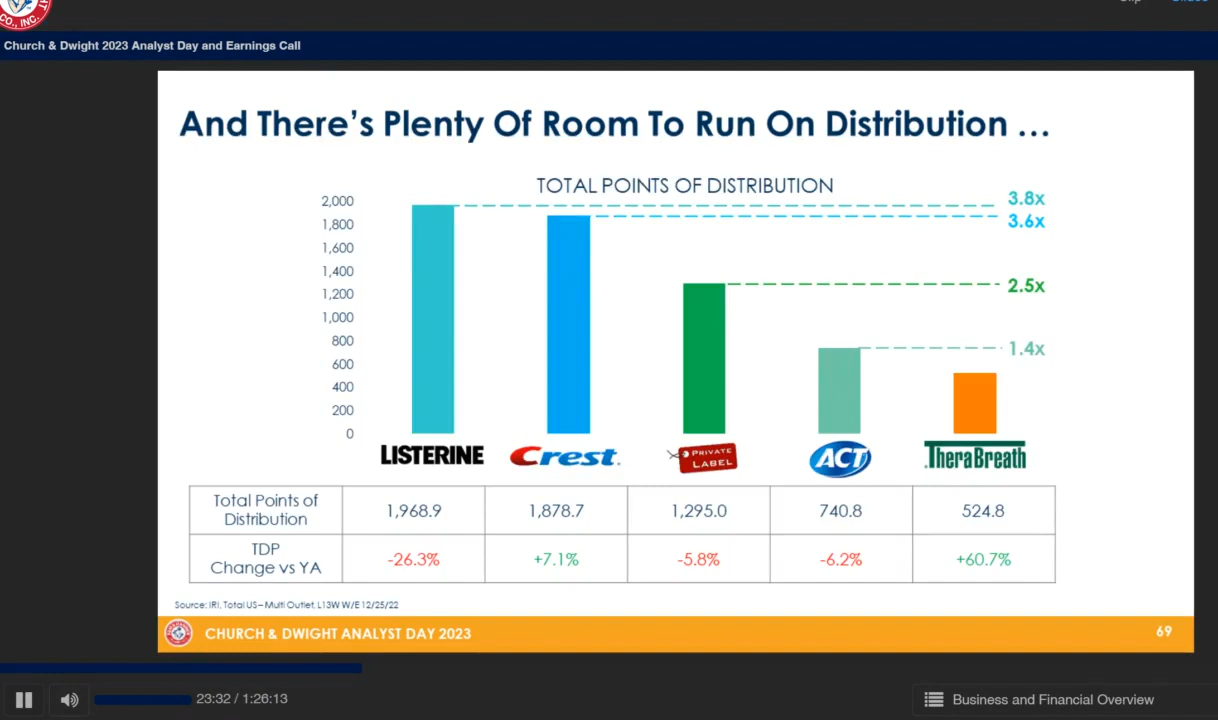 CO., INC.
Church & Dwight 2023 Analyst Day and Earnings Call
And There's Plenty Of Room To Run On Distribution ...
TOTAL POINTS OF DISTRIBUTION
2,000
1,800
1,600
1,400
1,200
1,000
800
600
400
200
0
3.8x
3.6x
2.5x
1.4x
LISTERINE Crest PRIVATE LABEL ACT TheraBreath
Total Points of
Distribution
1,968.9 1,878.7 1,295.0 740.8 524.8
TDP
Change vs YA
-26.3% +7.1% -5.8% -6.2% +60.7%
Source: IRI, Total US – Multi Outlet, L13W W/E 12/25/22
CHURCH & DWIGHT ANALYST DAY 2023 69
23:32 / 1:26:13 Business and Financial Overview